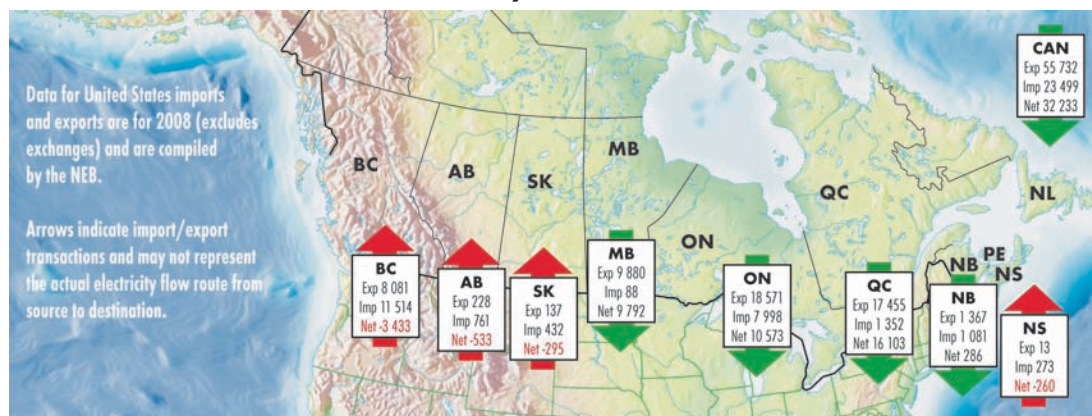 CAN
Exp 55 732
Imp 23 499
Net 32 233
Data for United States imports
and exports are for 2008 (excludes
exchanges) and are compiled
by the NEB.
Arrows indicate import/export
transactions and may not represent
the actual electricity flow route from
source to destination.
BC
AB
SK
MB
ON
QC
NL
NB
PE
NS
BC
Exp 8 081
Imp 11 514
Net -3 433
AB
Exp 228
Imp 761
Net -533
SK
Exp 137
Imp 432
Net -295
MB
Exp 9 880
Imp 88
Net 9 792
ON
Exp 18 571
Imp 7 998
Net 10 573
QC
Exp 17 455
Imp 1 352
Net 16 103
NB
Exp 1 367
Imp 1 081
Net 286
NS
Exp 13
Imp 273
Net -260